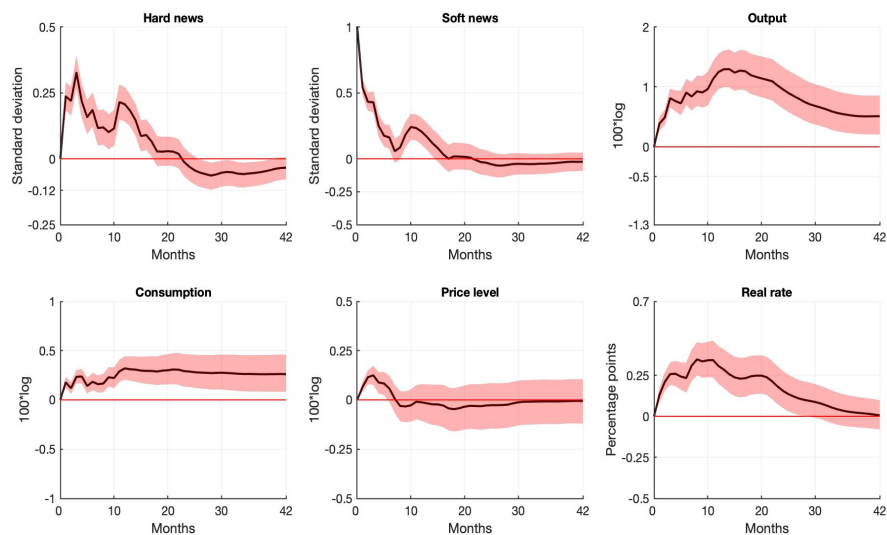 Hard news
Standard deviation
0.5
0.25
0
-0.12
-0.25
0 10 20 30 42
Months
Soft news
Standard deviation
1
0.5
0.25
0
-0.25
-0.5
0 10 20 30 42
Months
Output
100*log
2
1
0
-0.5
-1.3
0 10 20 30 42
Months
Consumption
100*log
1
0.5
0
-0.5
-1
0 10 20 30 42
Months
Price level
100*log
0.5
0.25
0
-0.25
-0.5
0 10 20 30 42
Months
Real rate
Percentage points
0.7
0.25
0
-0.25
-0.5
0 10 20 30 42
Months